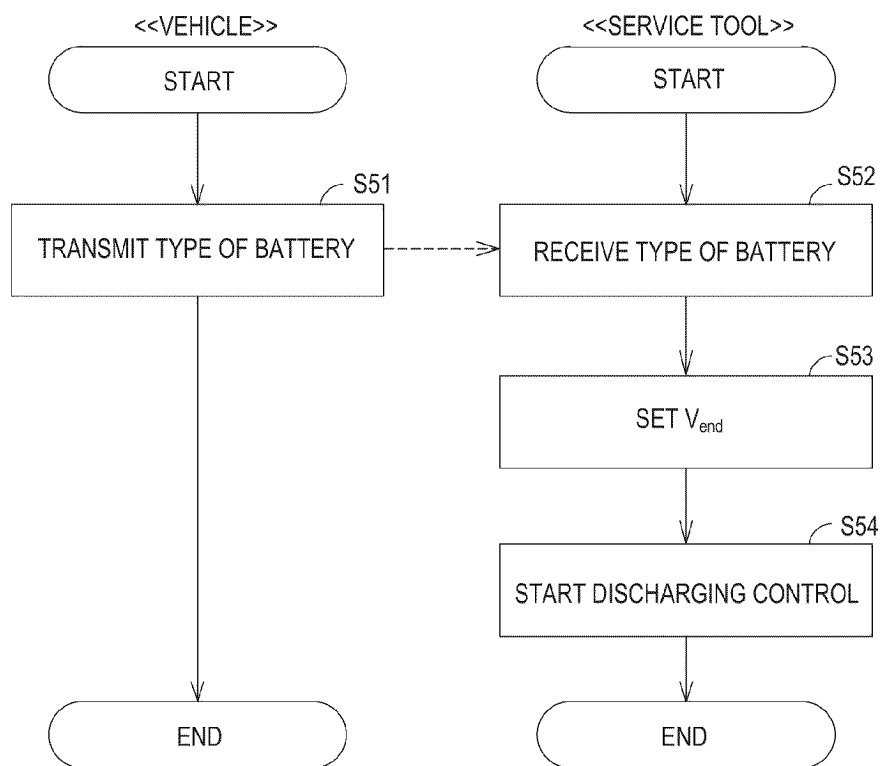 <<VEHICLE>>
<<SERVICE TOOL>>
START
START
S51
S52
TRANSMIT TYPE OF BATTERY
RECEIVE TYPE OF BATTERY
S53
SET Vend
S54
START DISCHARGING CONTROL
END
END